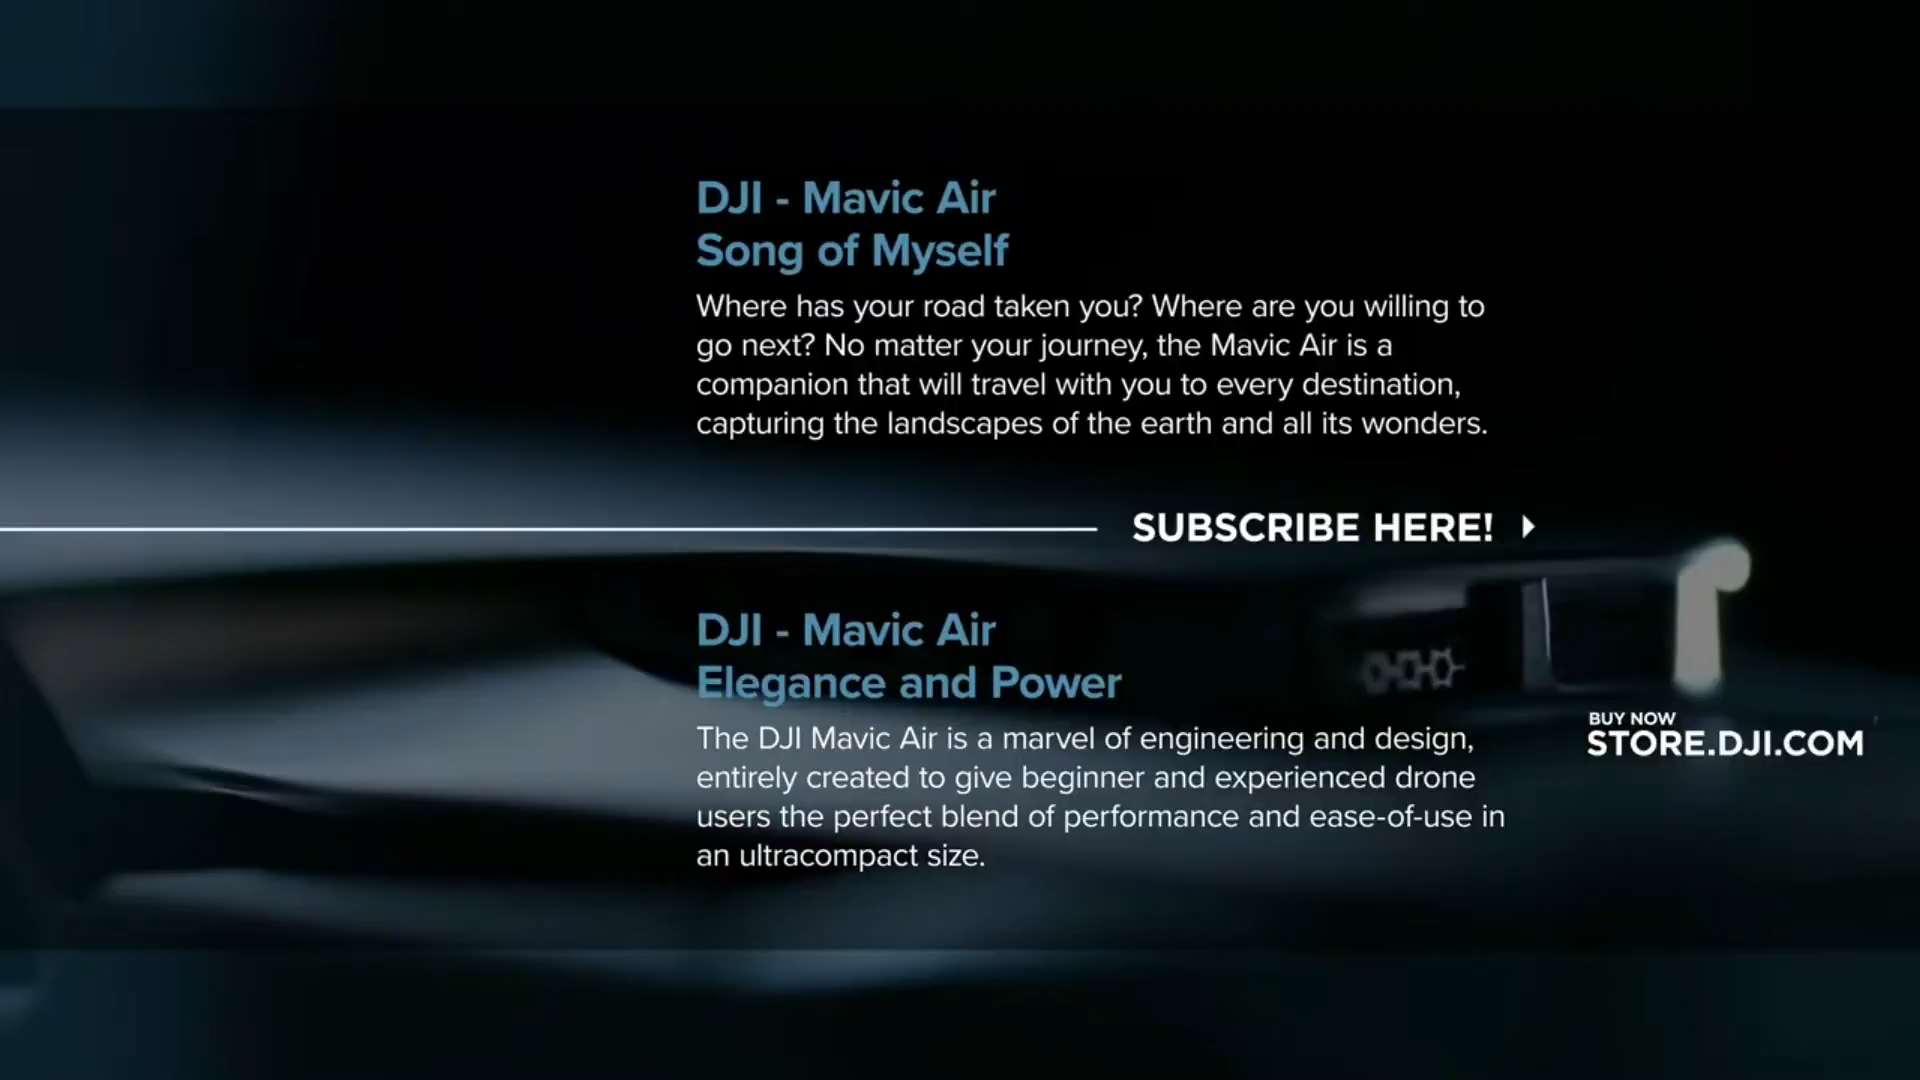 DJI - Mavic Air
Song of Myself
Where has your road taken you? Where are you willing to
go next? No matter your journey, the Mavic Air is a
companion that will travel with you to every destination,
capturing the landscapes of the earth and all its wonders.
SUBSCRIBE HERE!
DJI - Mavic Air
Elegance and Power
The DJI Mavic Air is a marvel of engineering and design,
entirely created to give beginner and experienced drone
users the perfect blend of performance and ease-of-use in
an ultracompact size.
BUY NOW
STORE.DJI.COM